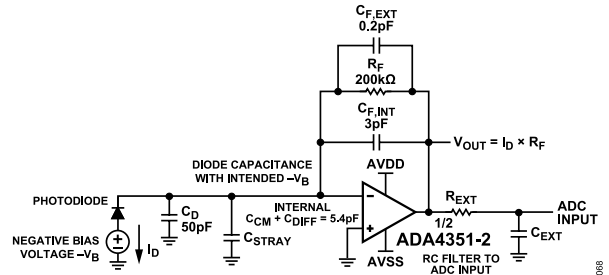 CF,EXT
0.2pF
RF
200kΩ
CF,INT
3pF
VOUT = ID × RF
DIODE CAPACITANCE
WITH INTENDED –VB
AVDD
PHOTODIODE
INTERNAL
CCM + CDIFF = 5.4pF
CD
50pF
CSTRAY
NEGATIVE BIAS
VOLTAGE –VB
ID
–
+
1/2
ADA4351-2
AVSS
REXT
ADC
INPUT
CEXT
RC FILTER TO
ADC INPUT
+
–
068